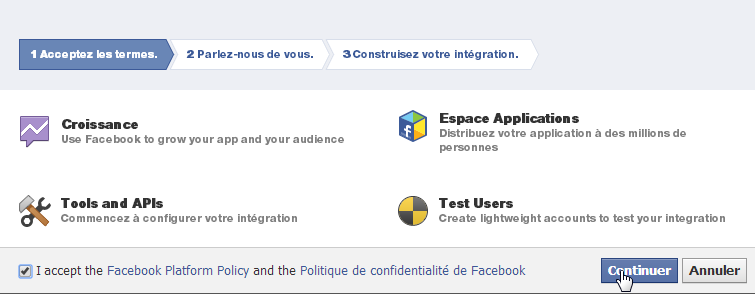 1 Acceptez les termes. 2 Parlez-nous de vous. 3 Construisez votre intégration.
Croissance
Use Facebook to grow your app and your audience
Espace Applications
Distribuez votre application à des millions de
personnes
Tools and APIs
Commencez à configurer votre intégration
Test Users
Create lightweight accounts to test your integration
I accept the Facebook Platform Policy and the Politique de confidentialité de Facebook
Continuer Annuler